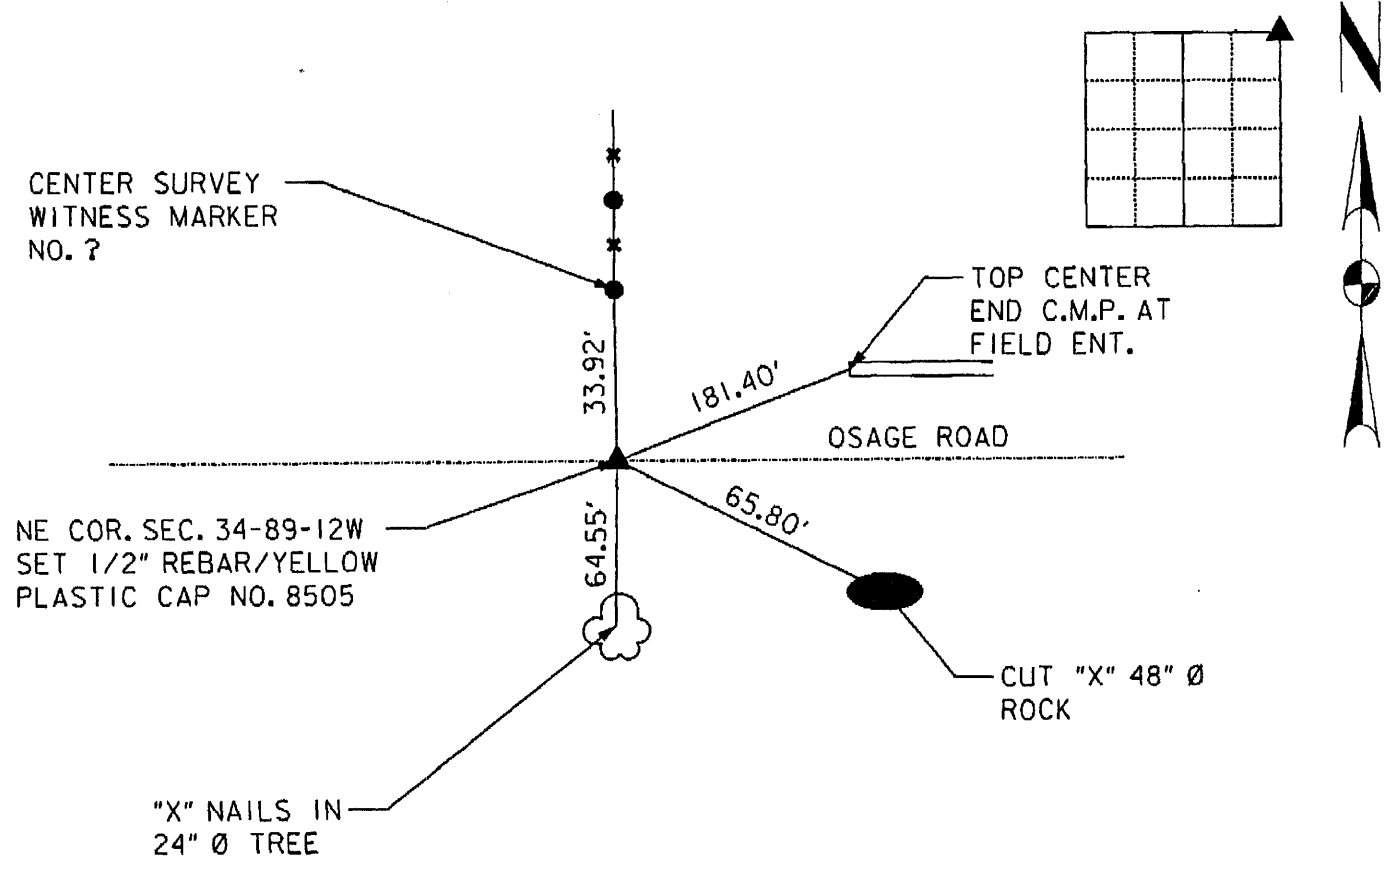 N
CENTER SURVEY
WITNESS MARKER
NO. ?
TOP CENTER
END C.M.P. AT
FIELD ENT.
33.92'
181.40'
OSAGE ROAD
65.80'
64.55'
NE COR. SEC. 34-89-12W
SET 1/2" REBAR/YELLOW
PLASTIC CAP NO. 8505
CUT "X" 48" Ø
ROCK
"X" NAILS IN
24" Ø TREE